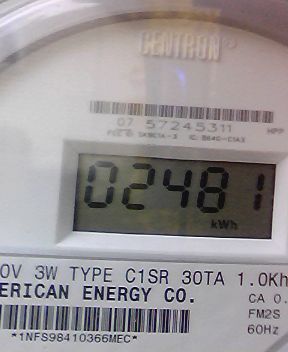 CENTRON
07 57245311 HPP
02481
kWh
0V 3W TYPE C1SR 30TA 1.0Kh
ERICAN ENERGY CO. CA 0.
FM2S
60Hz
*1NFS98410366MEC*